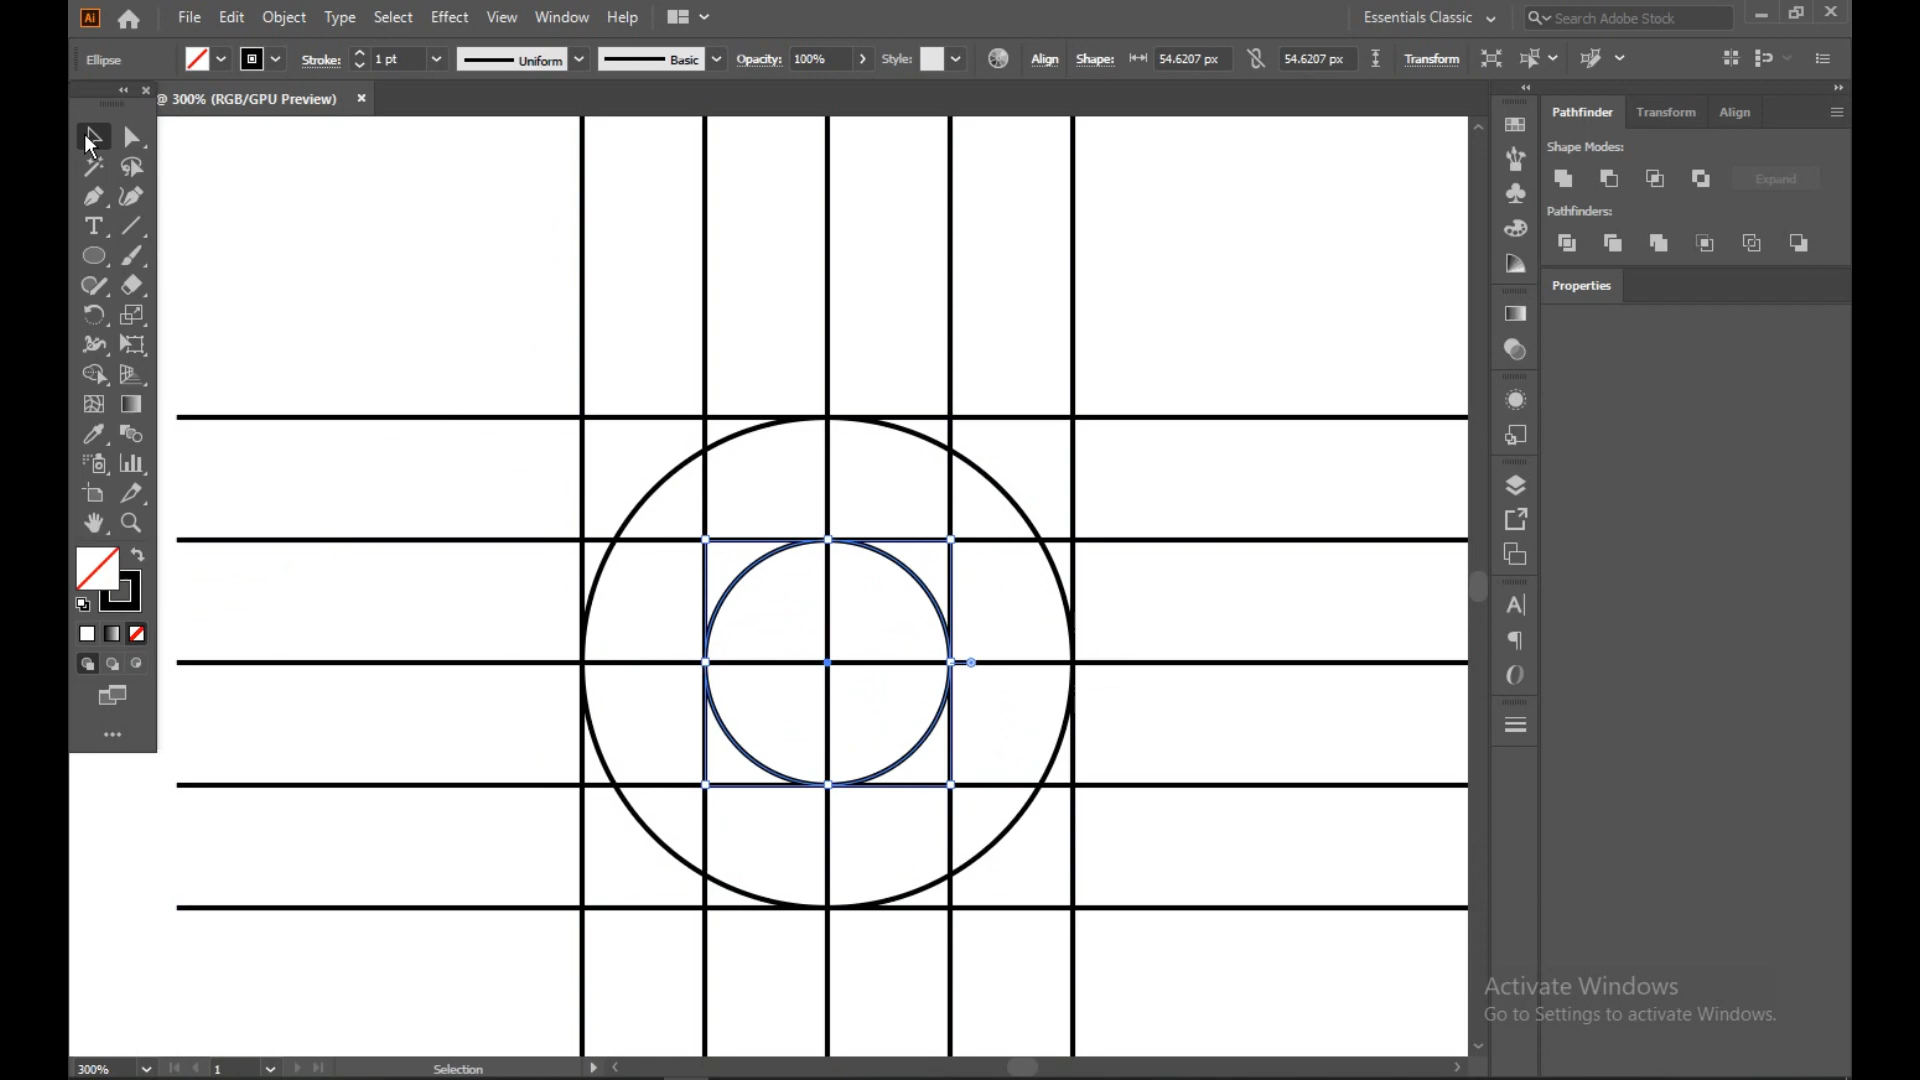 Ai File Edit Object Type Select Effect View Window Help Essentials Classic Search Adobe Stock
Ellipse Stroke: 1 pt Uniform Basic Opacity: 100% Style: Align Shape: 54.6207 px 54.6207 px Transform
@ 300% (RGB/GPU Preview)
Pathfinder Transform Align
Shape Modes:
Expand
Pathfinders:
Properties
Activate Windows
Go to Settings to activate Windows.
300% 1 Selection